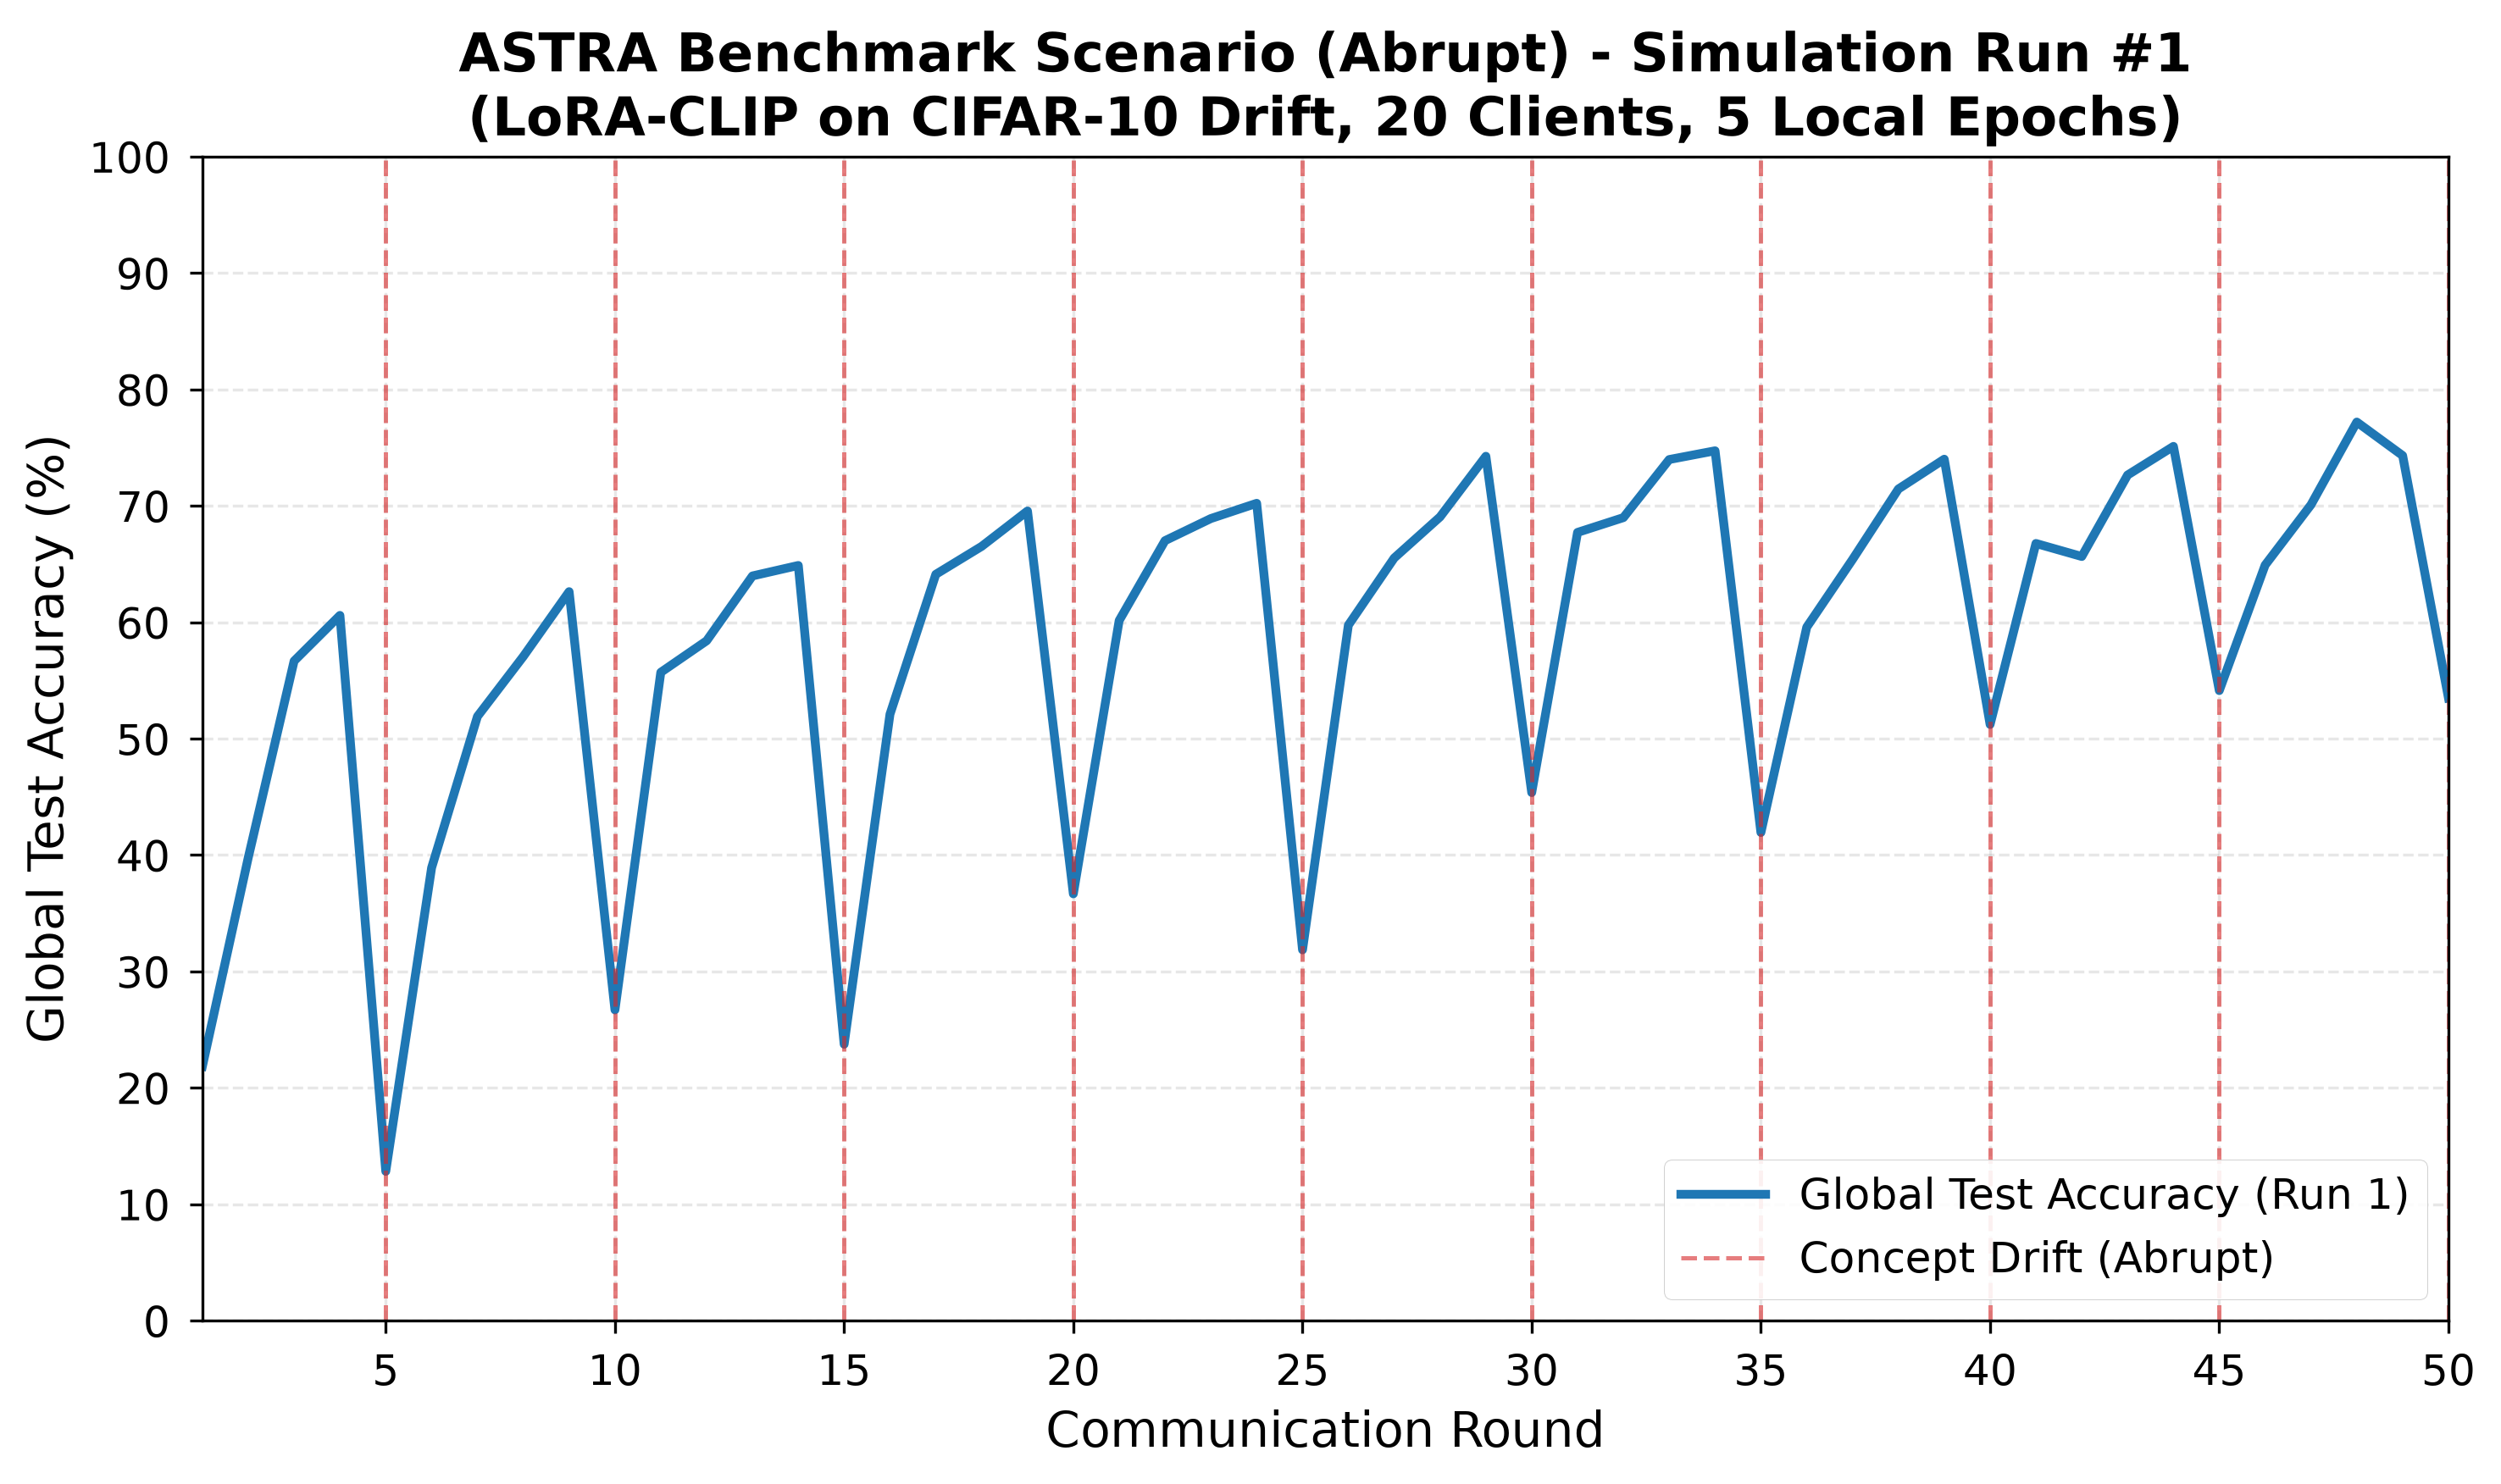 ASTRA Benchmark Scenario (Abrupt) - Simulation Run #1
(LoRA-CLIP on CIFAR-10 Drift, 20 Clients, 5 Local Epochs)
Global Test Accuracy (%)
100
90
80
70
60
50
40
30
20
10
0
Global Test Accuracy (Run 1)
Concept Drift (Abrupt)
5 10 15 20 25 30 35 40 45 50
Communication Round